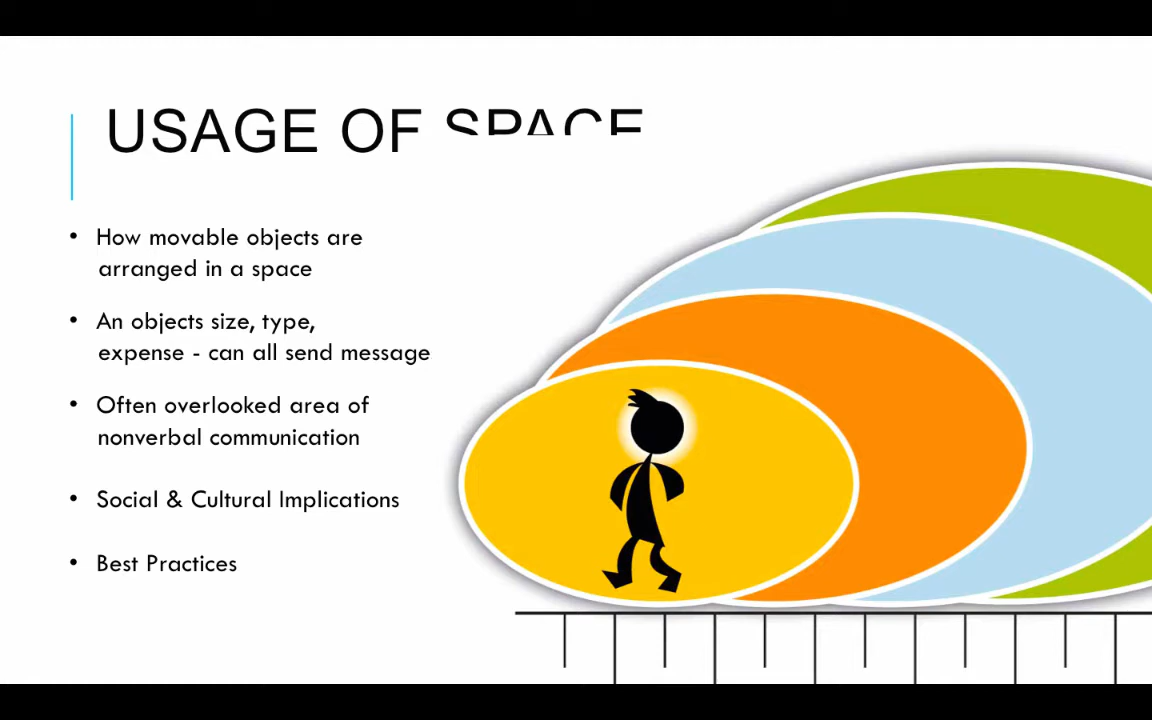 USAGE OF SPACE
• How movable objects are
arranged in a space
• An objects size, type,
expense - can all send message
• Often overlooked area of
nonverbal communication
• Social & Cultural Implications
• Best Practices